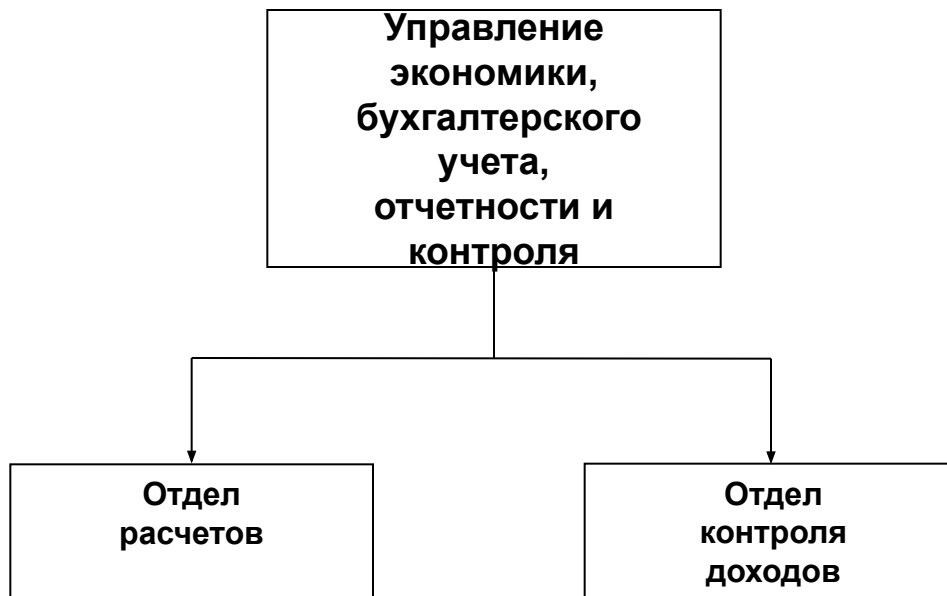 Управление
экономики,
бухгалтерского
учета,
отчетности и
контроля
Отдел
расчетов
Отдел
контроля
доходов